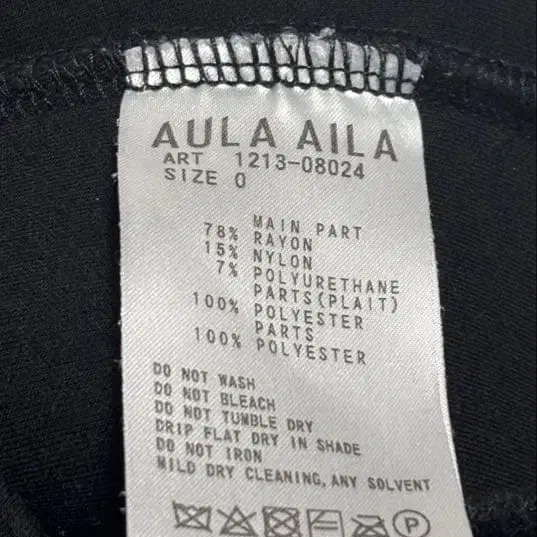 AULA AILA
ART 1213-08024
SIZE 0
MAIN PART
78% RAYON
15% NYLON
7% POLYURETHANE
PARTS(PLAIT)
100% POLYESTER
PARTS
100% POLYESTER
DO NOT WASH
DO NOT BLEACH
DO NOT TUMBLE DRY
DRIP FLAT DRY IN SHADE
DO NOT IRON
MILD DRY CLEANING,ANY SOLVENT
P